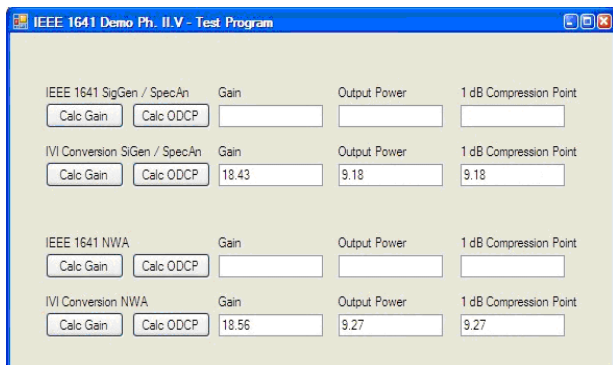 IEEE 1641 Demo Ph. II.V - Test Program
IEEE 1641 SigGen / SpecAn Gain Output Power 1 dB Compression Point
Calc Gain Calc ODCP
IVI Conversion SiGen / SpecAn Gain Output Power 1 dB Compression Point
Calc Gain Calc ODCP 18.43 9.18 9.18
IEEE 1641 NWA Gain Output Power 1 dB Compression Point
Calc Gain Calc ODCP
IVI Conversion NWA Gain Output Power 1 dB Compression Point
Calc Gain Calc ODCP 18.56 9.27 9.27